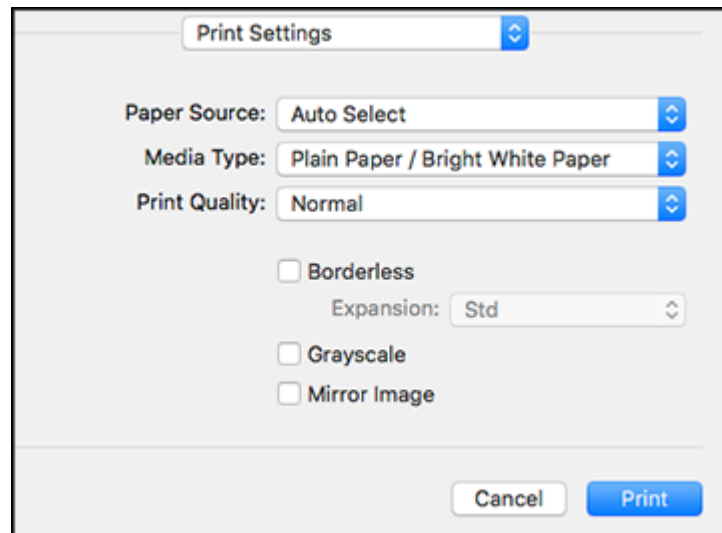 Print Settings
Paper Source: Auto Select
Media Type: Plain Paper / Bright White Paper
Print Quality: Normal
Borderless
Expansion: Std
Grayscale
Mirror Image
Cancel Print